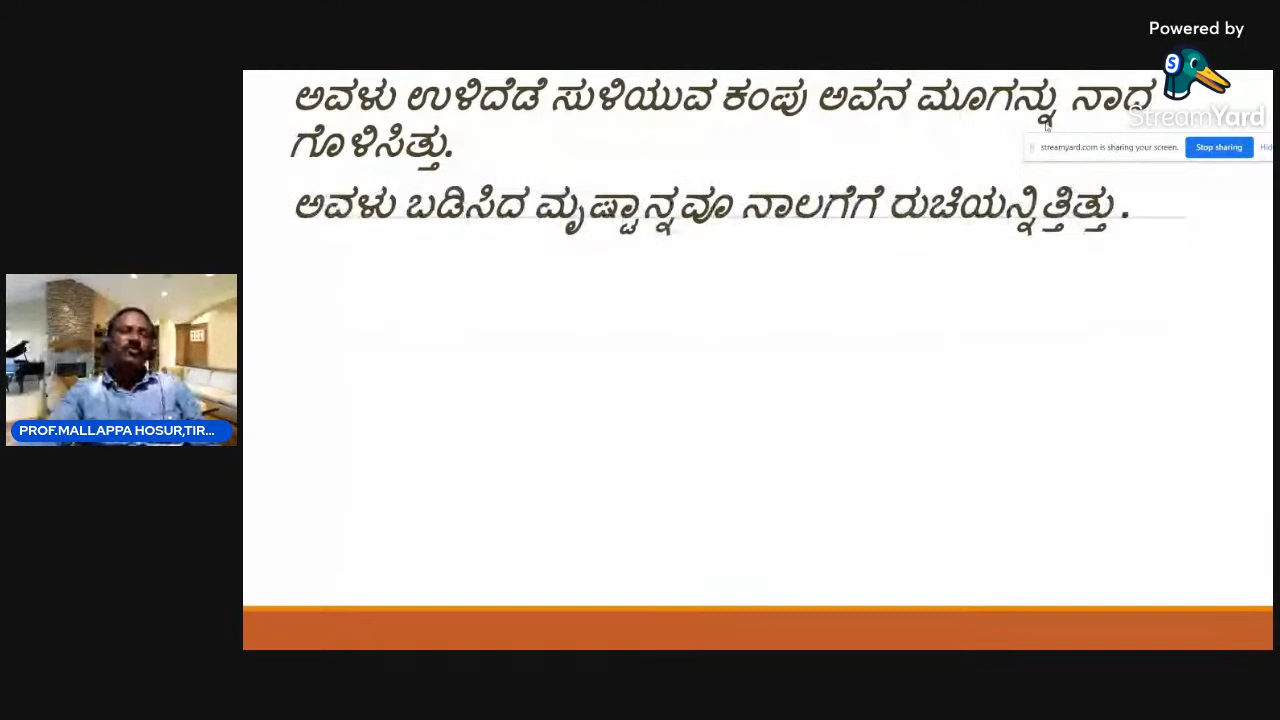 Powered by
StreamYard
ಅವಳು ಉಳಿದೆಡೆ ಸುಳಿಯುವ ಕಂಪು ಅವನ ಮೂಗನ್ನು ನಾದ
ಗೊಳಿಸಿತ್ತು.
streamyard.com is sharing your screen. Stop sharing Hid
ಅವಳು ಬಡಿಸಿದ ಮೃಷ್ಟಾನ್ನವೂ ನಾಲಗೆಗೆ ರುಚಿಯನ್ನಿತ್ತಿತ್ತು.
PROF.MALLAPPA HOSUR,TIR...